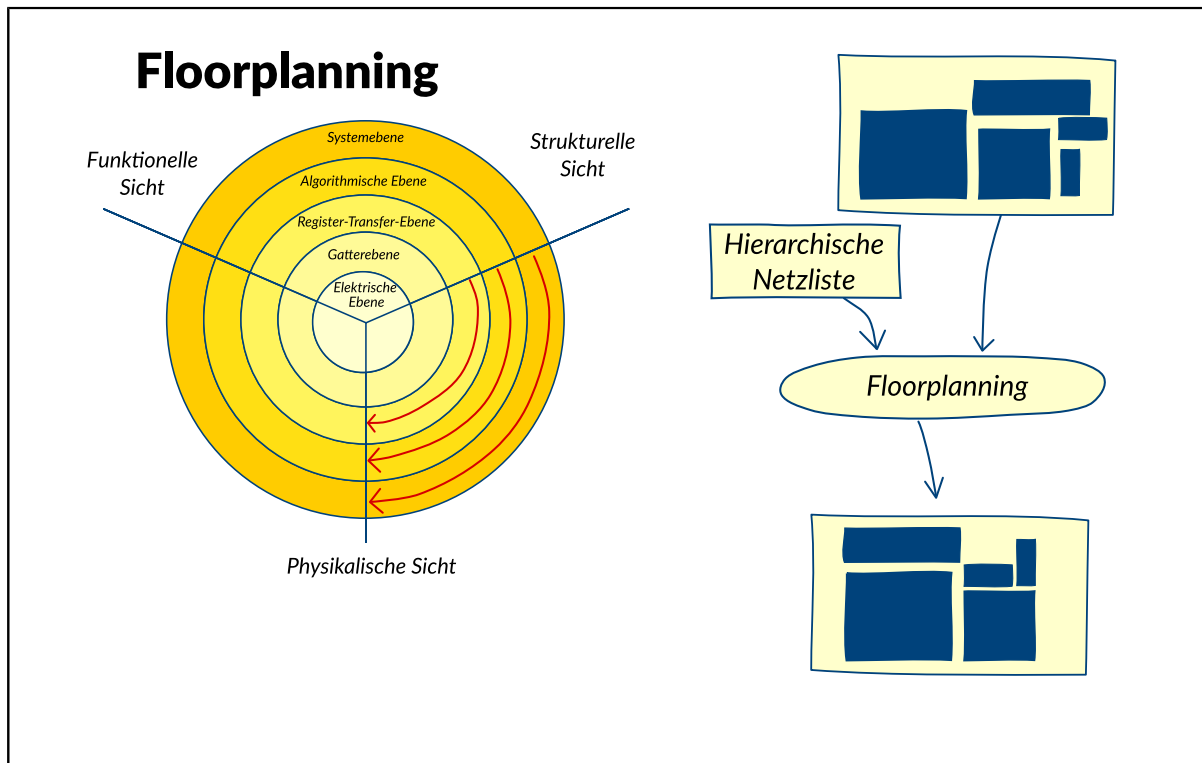 Floorplanning
Funktionelle
Sicht
Strukturelle
Sicht
Systemebene
Algorithmische Ebene
Register-Transfer-Ebene
Gatterebene
Elektrische
Ebene
Physikalische Sicht
Hierarchische
Netzliste
Floorplanning